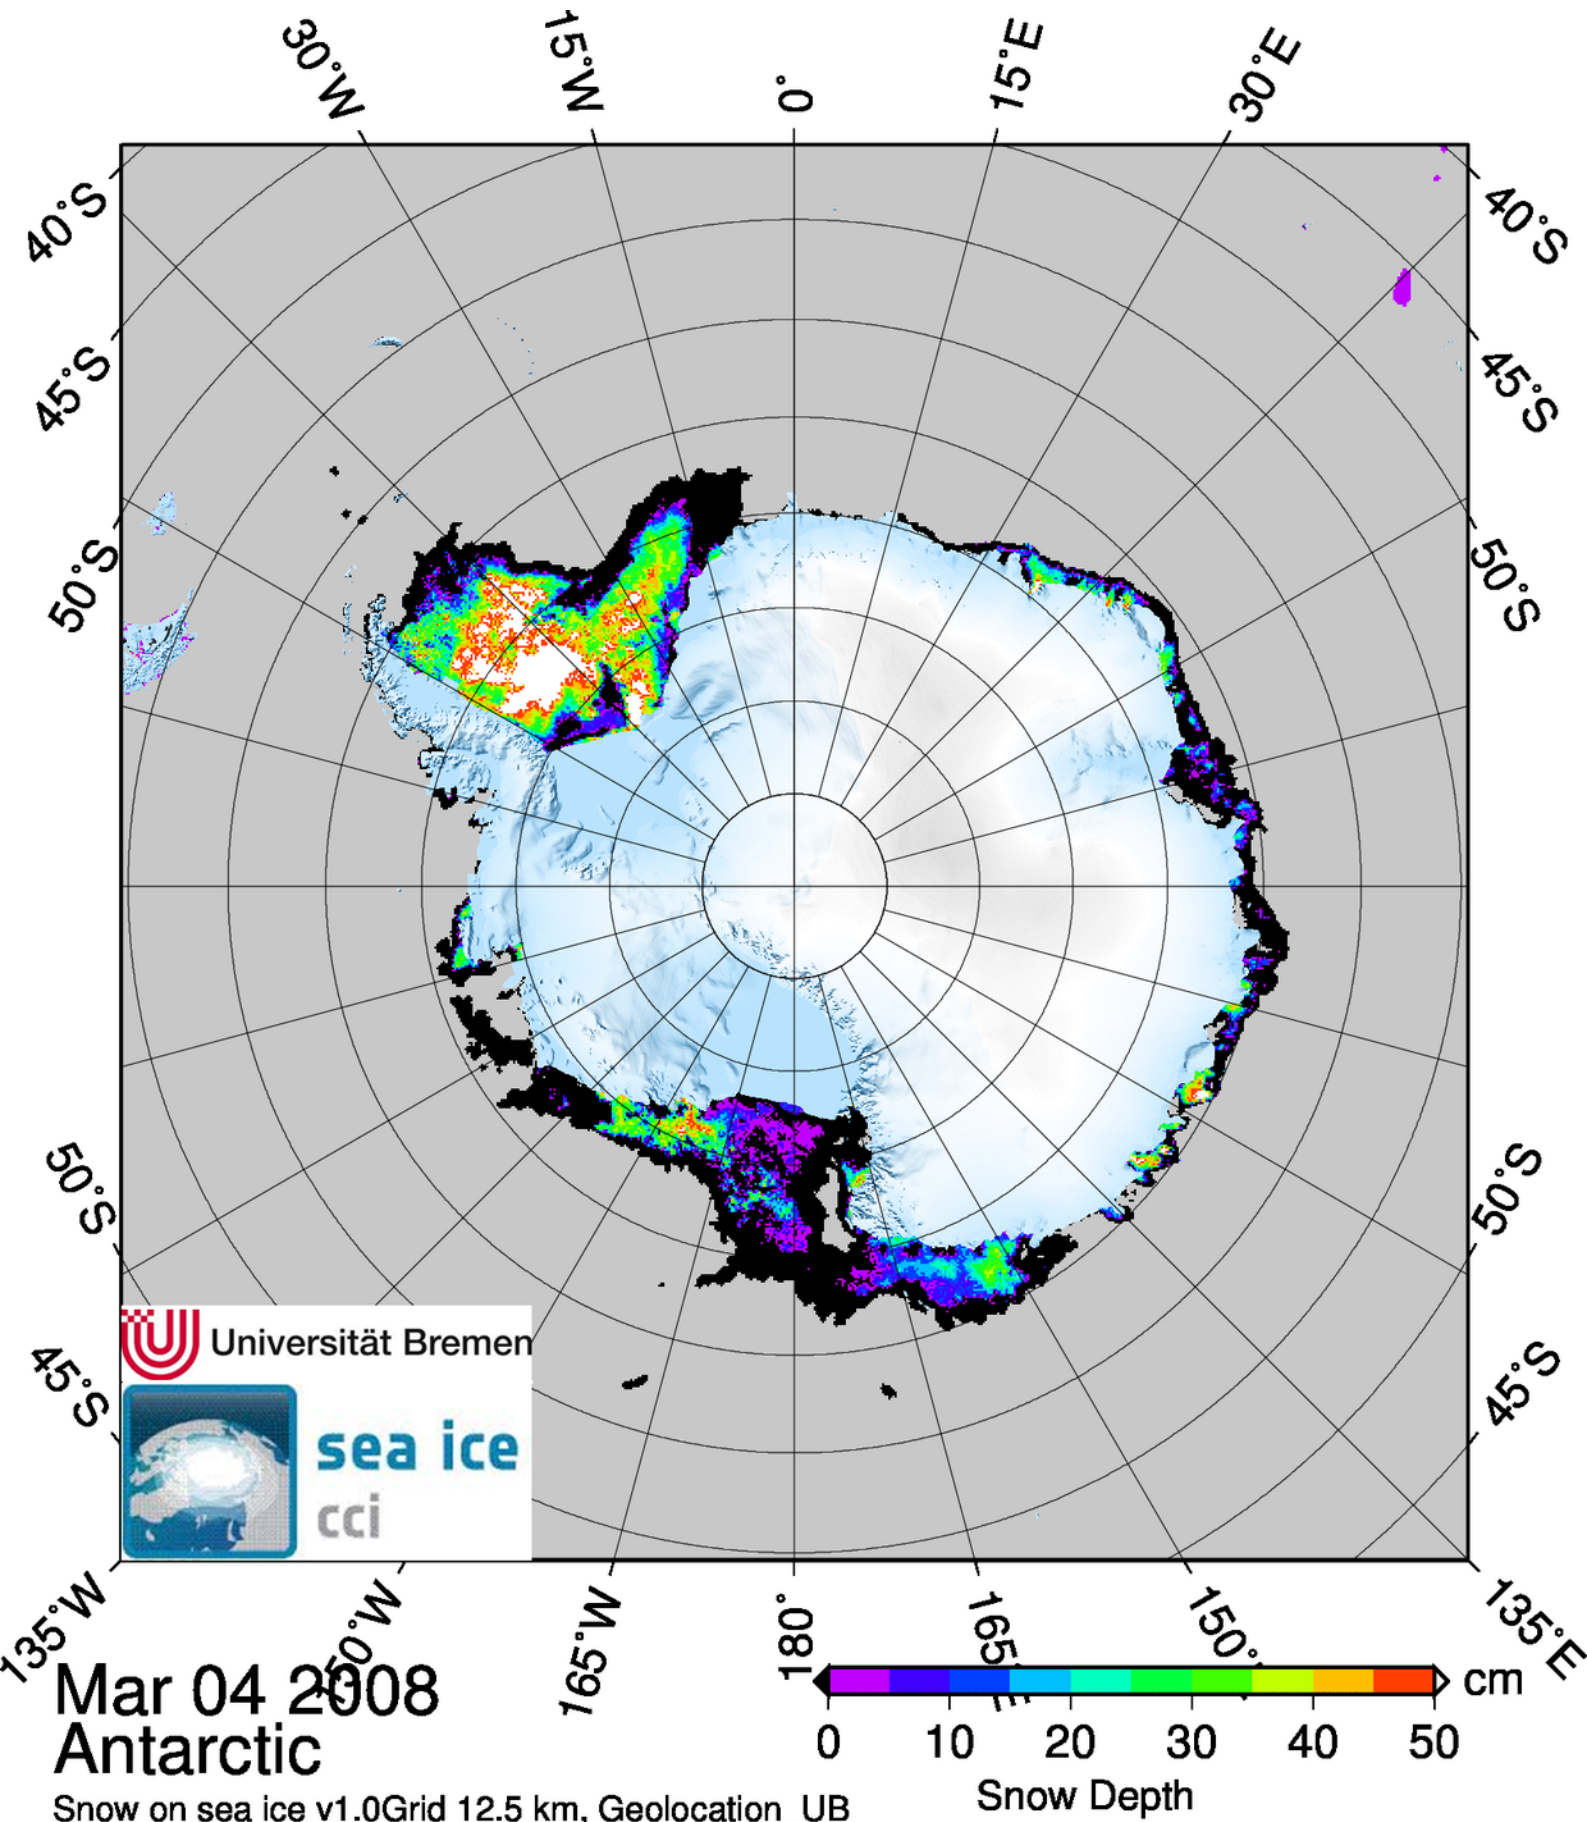 30°W
15°W
0°
15°E
30°E
40°S
40°S
45°S
45°S
50°S
50°S
50°S
50°S
45°S
45°S
Universität Bremen
sea ice
cci
135°W
165°W
180°
150°
135°E
Mar 04 2008
Antarctic
Snow on sea ice v1.0Grid 12.5 km, Geolocation UB
cm
0 10 20 30 40 50
Snow Depth